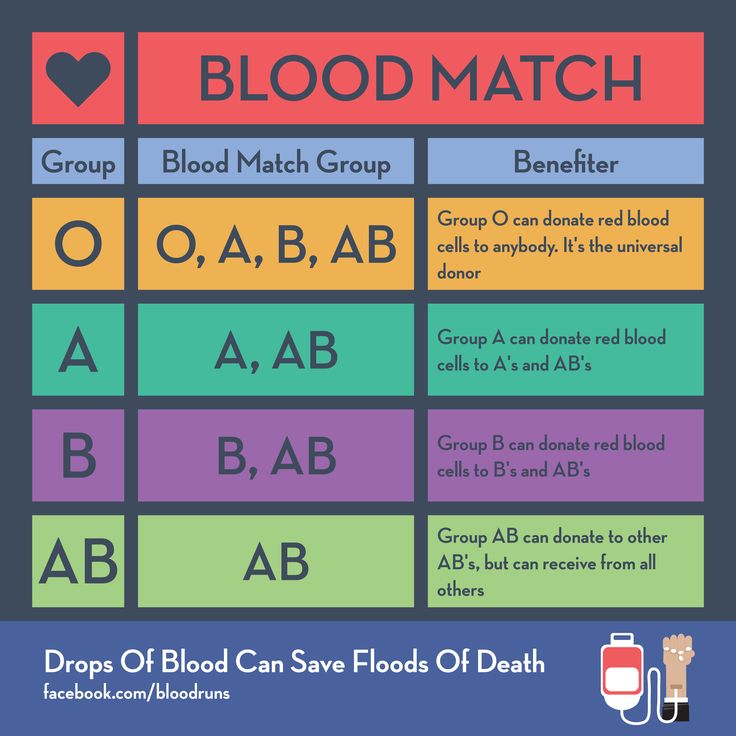 BLOOD MATCH
Group
Blood Match Group
Benefiter
O
O, A, B, AB
Group O can donate red blood
cells to anybody. It's the universal
donor
A
A, AB
Group A can donate red blood
cells to A's and AB's
B
B, AB
Group B can donate red blood
cells to B's and AB's
AB
AB
Group AB can donate to other
AB's, but can receive from all
others
Drops Of Blood Can Save Floods Of Death
facebook.com/bloodruns